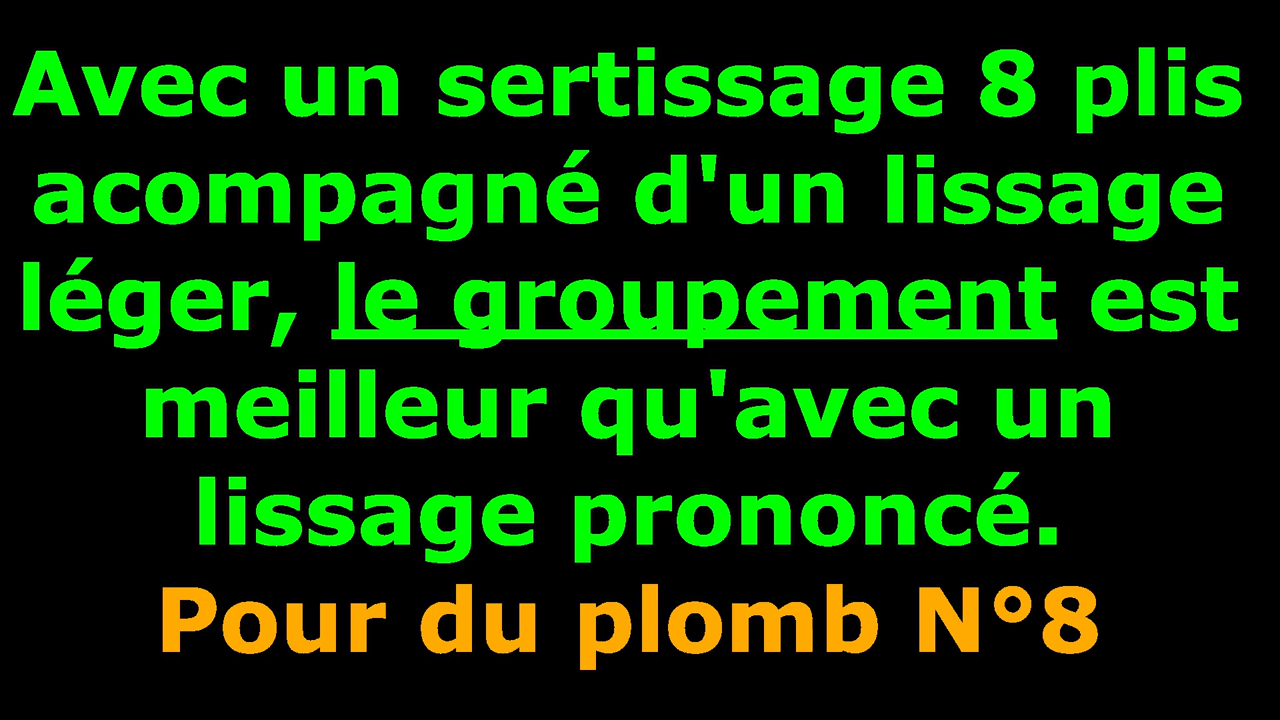 Avec un sertissage 8 plis
acompagné d'un lissage
léger, le groupement est
meilleur qu'avec un
lissage prononcé.
Pour du plomb N°8